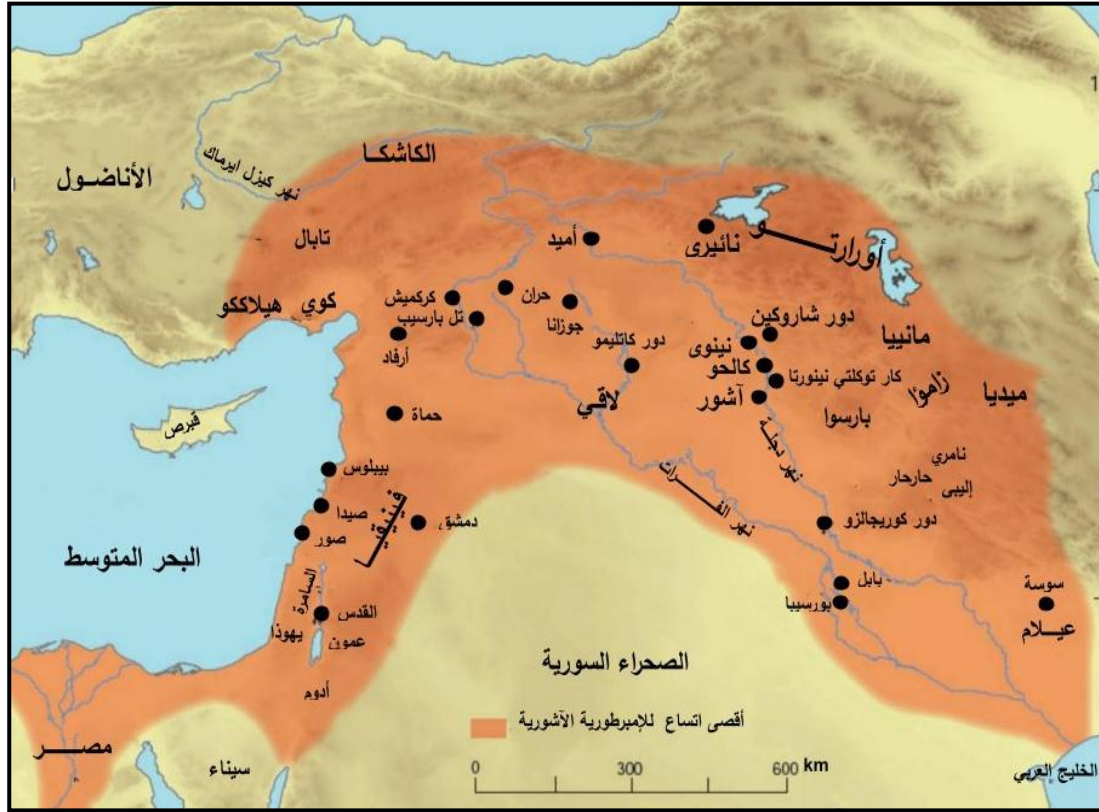 الكاشكا
الأناضول
نهر كيزل ايرماك
تابال
أميد
نائيرى
أورارتو
كوي
هيلاككو
كركميش
حران
تل بارسيب
جوزانا
أرفاد
دور كاتليمو
دور شاروكين
نينوى
مانييا
كالحو
كار توكلتي نينورتا
زاموا
ميديا
آشور
بارسوا
لاقي
حماة
قبرص
نهر دجلة
نهر الفرات
نامري
حارحار
إليبى
بيبلوس
صيدا
فينيقيا
دمشق
صور
دور كوريجالزو
البحر المتوسط
السامرة
بابل
بورسيبا
سوسة
عيلام
القدس
يهوذا
عمون
أدوم
الصحراء السورية
أقصى اتساع للإمبرطورية الآشورية
مصر
سيناء
0 300 600 km
الخليج العربي
1